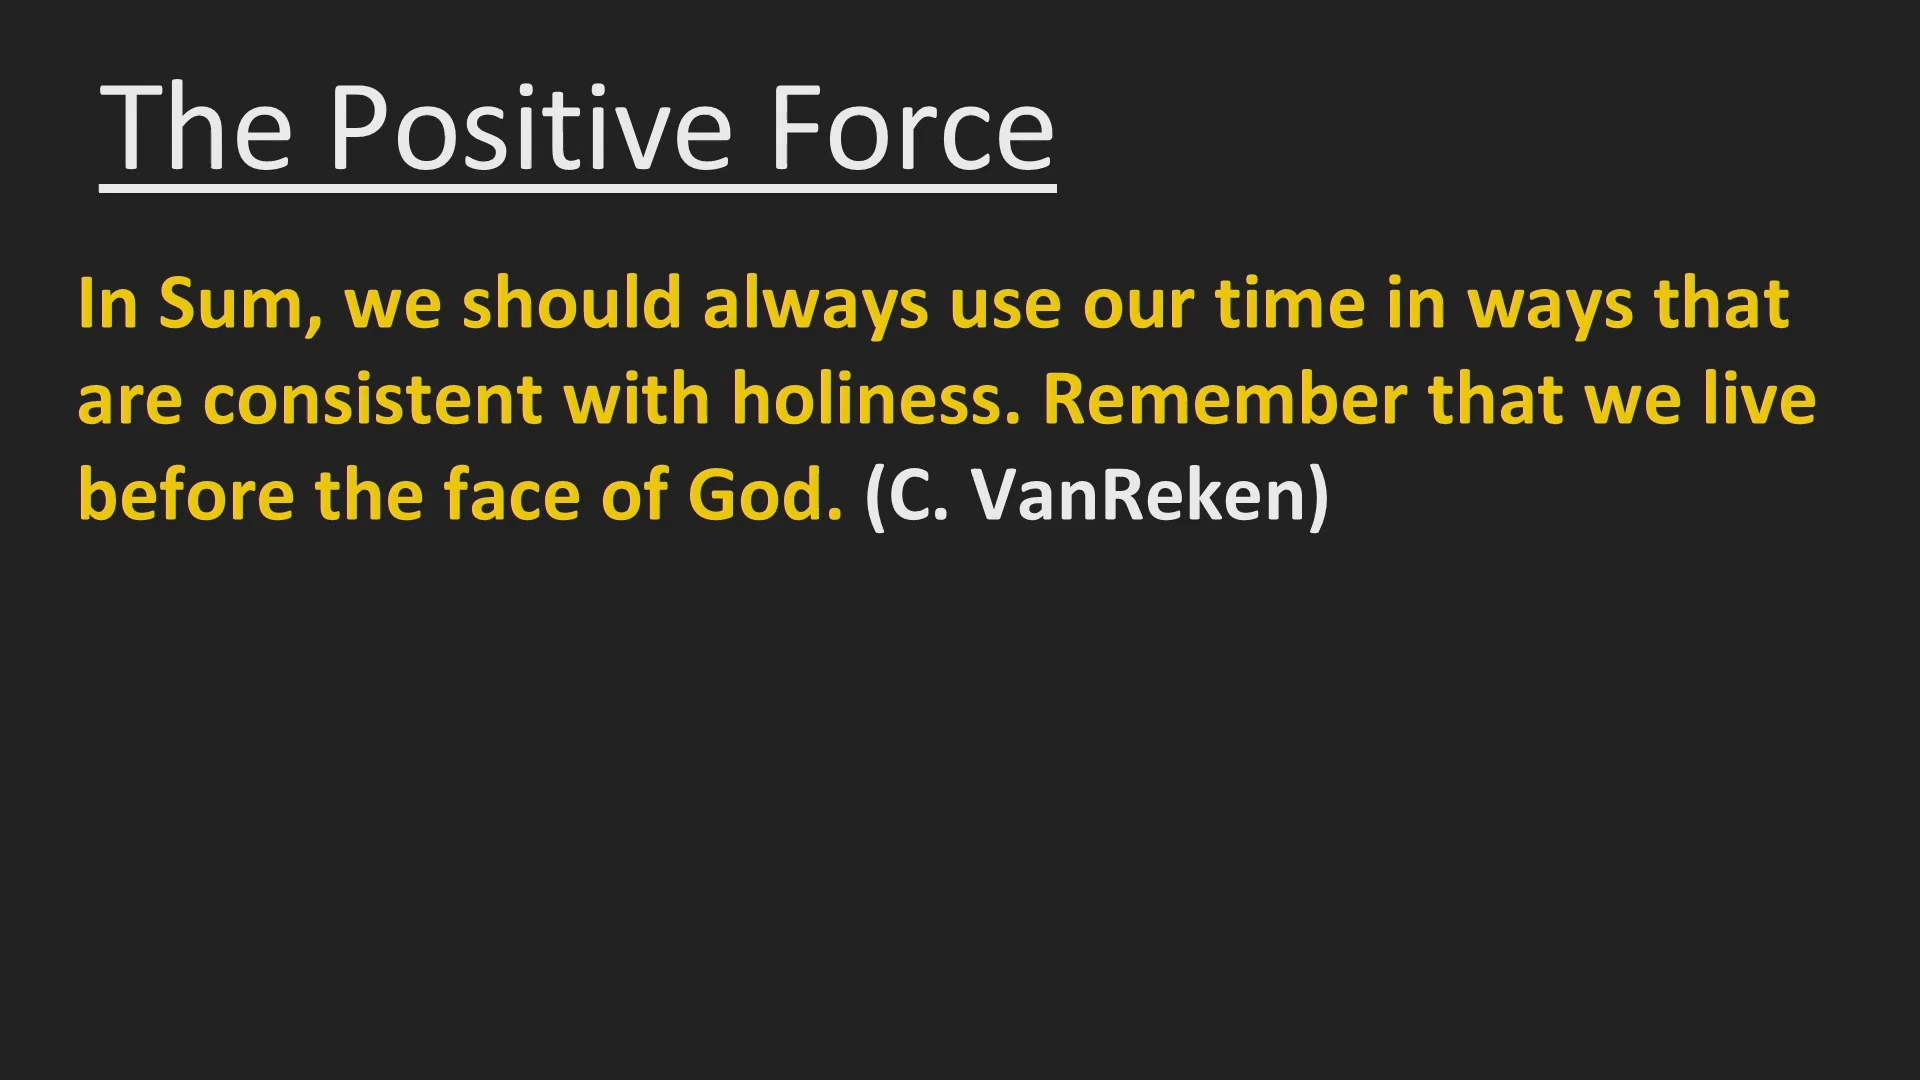 The Positive Force
In Sum, we should always use our time in ways that
are consistent with holiness. Remember that we live
before the face of God. (C. VanReken)